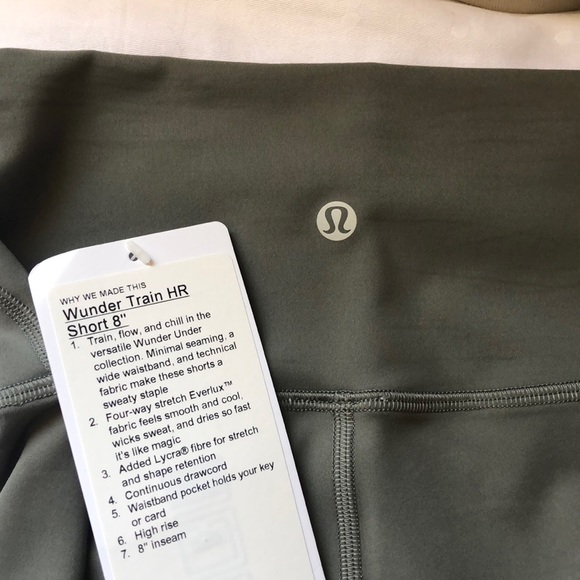 WHY WE MADE THIS
Wunder Train HR
Short 8"
1. Train, flow, and chill in the
versatile Wunder Under
collection. Minimal seaming, a
wide waistband, and technical
fabric make these shorts a
sweaty staple
2. Four-way stretch Everlux™
fabric feels smooth and cool,
wicks sweat, and dries so fast
it's like magic
3. Added Lycra® fibre for stretch
and shape retention
4. Continuous drawcord
5. Waistband pocket holds your key
or card
6. High rise
7. 8" inseam